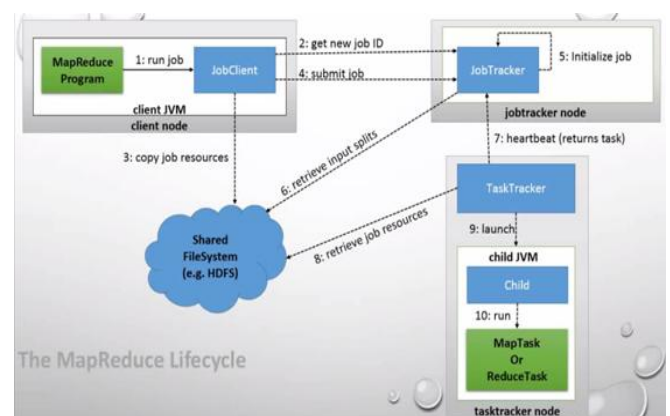 MapReduce
Program
1: run job
JobClient
client JVM
client node
2: get new job ID
4: submit job
JobTracker
5: Initialize job
jobtracker node
3: copy job resources
6: retrieve input splits
7: heartbeat (returns task)
TaskTracker
Shared
FileSystem
(e.g. HDFS)
8: retrieve job resources
9: launch
child JVM
Child
10: run
MapTask
Or
ReduceTask
tasktracker node
The MapReduce Lifecycle